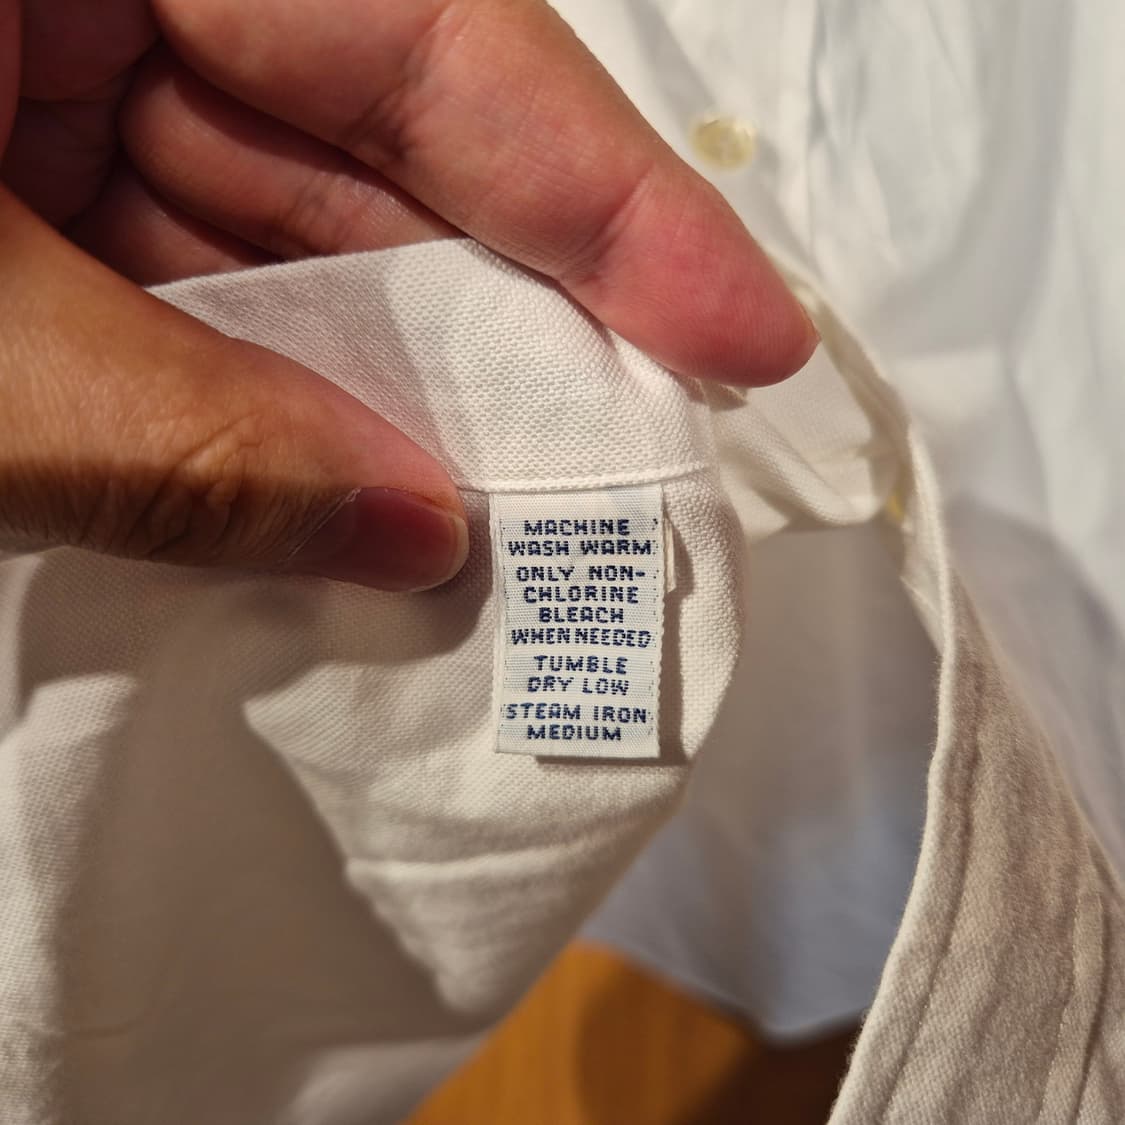 MACHINE
WASH WARM
ONLY NON-
CHLORINE
BLEACH
WHEN NEEDED
TUMBLE
DRY LOW
STEAM IRON
MEDIUM